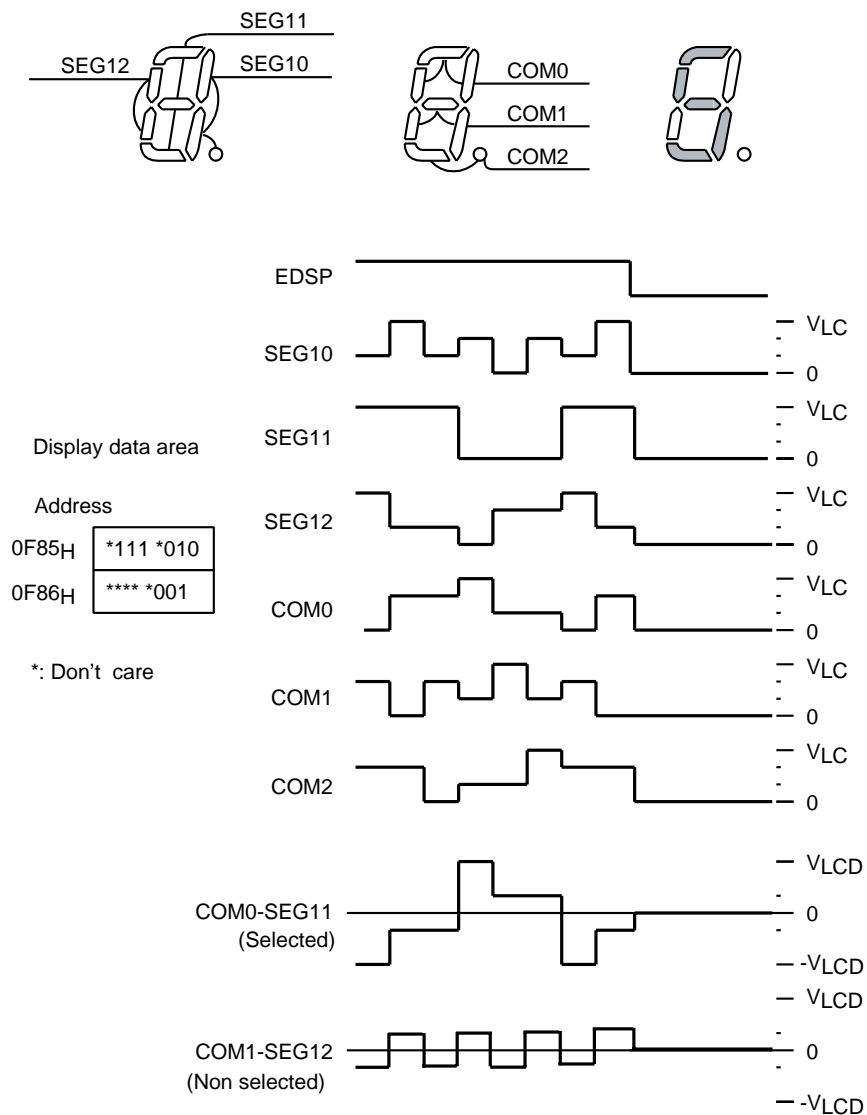 SEG11
SEG12
SEG10
COM0
COM1
COM2
EDSP
SEG10
VLC
0
SEG11
VLC
0
Display data area
SEG12
VLC
0
Address
0F85H *111 *010
0F86H **** *001
COM0
VLC
0
*: Don't care
COM1
VLC
0
COM2
VLC
0
COM0-SEG11
(Selected)
VLCD
0
-VLCD
COM1-SEG12
(Non selected)
VLCD
0
-VLCD